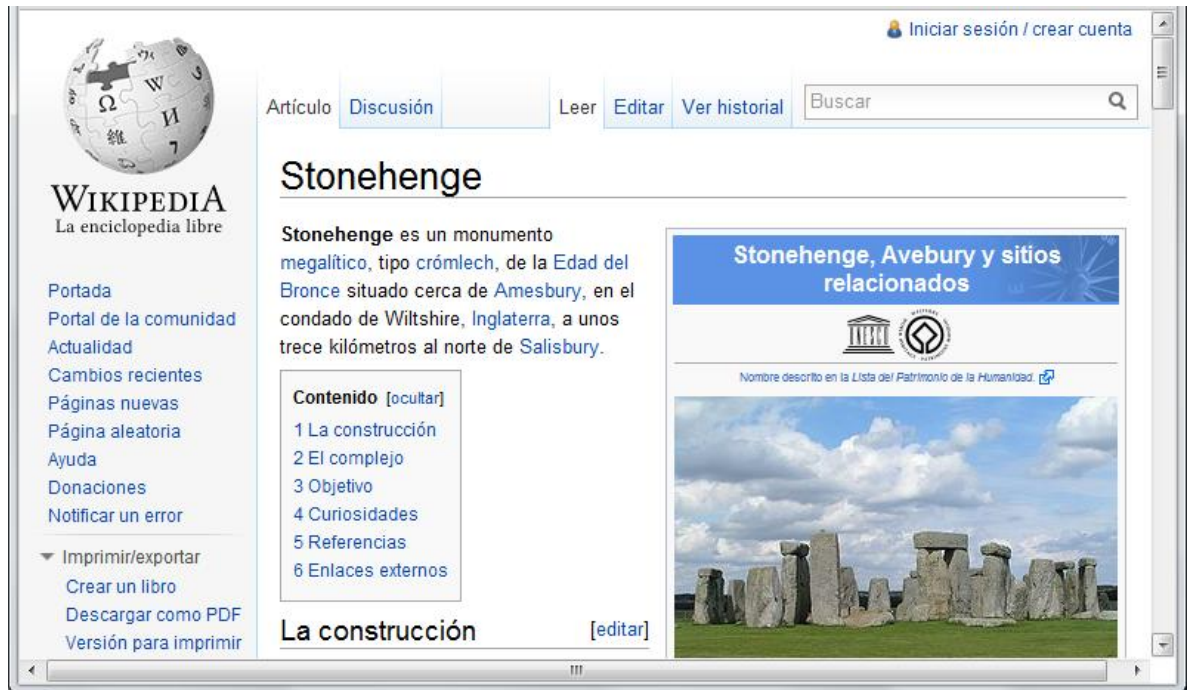 Iniciar sesión / crear cuenta
Artículo Discusión Leer Editar Ver historial Buscar
WIKIPEDIA
La enciclopedia libre
Portada
Portal de la comunidad
Actualidad
Cambios recientes
Páginas nuevas
Página aleatoria
Ayuda
Donaciones
Notificar un error
Imprimir/exportar
Crear un libro
Descargar como PDF
Versión para imprimir
Stonehenge
Stonehenge es un monumento
megalítico, tipo crómlech, de la Edad del
Bronce situado cerca de Amesbury, en el
condado de Wiltshire, Inglaterra, a unos
trece kilómetros al norte de Salisbury.
Contenido [ocultar]
1 La construcción
2 El complejo
3 Objetivo
4 Curiosidades
5 Referencias
6 Enlaces externos
La construcción [editar]
Stonehenge, Avebury y sitios
relacionados
UNESCO
Nombre descrito en la Lista del Patrimonio de la Humanidad.